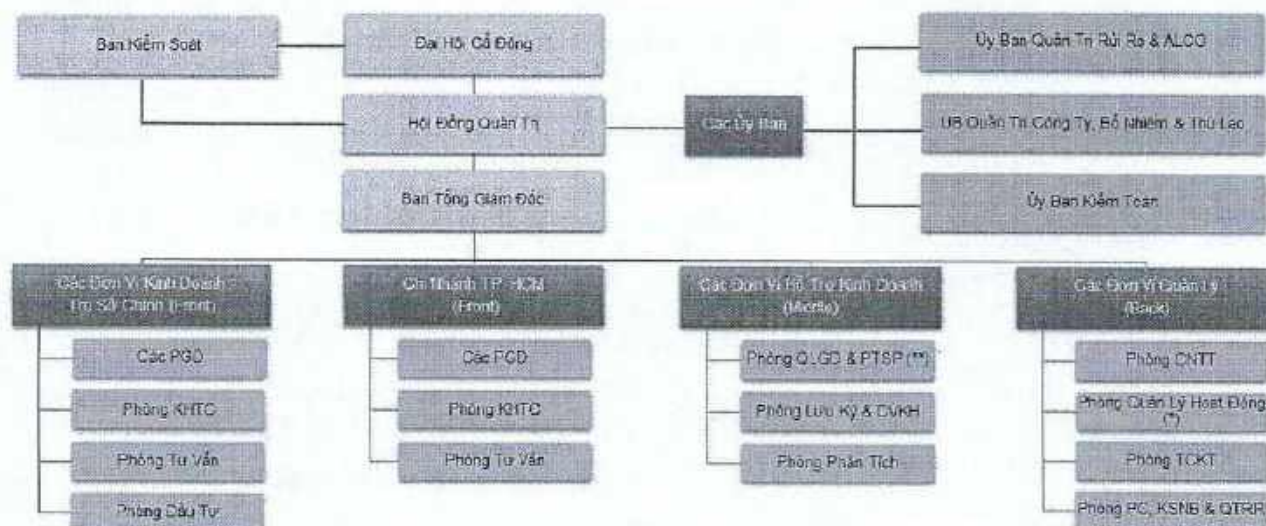 Ban Kiểm Soát
Đại Hội Cổ Đông
Ủy Ban Quản Trị Rủi Ro & ALCO
Hội Đồng Quản Trị
Các Ủy Ban
UB Quản Trị Công Ty, Bổ Nhiệm & Thù Lao
Ban Tổng Giám Đốc
Ủy Ban Kiểm Toán
Các Đơn Vị Kinh Doanh
Trụ Sở Chính (Front)
Chi Nhánh TP. HCM
(Front)
Các Đơn Vị Hỗ Trợ Kinh Doanh
(Middle)
Các Đơn Vị Quản Lý
(Back)
Các PGD
Các PGD
Phòng QLGD & PTSP (**)
Phòng CNTT
Phòng KHTC
Phòng KHTC
Phòng Lưu Ký & DVKH
Phòng Quản Lý Hoạt Động
(*)
Phòng Tư Vấn
Phòng Tư Vấn
Phòng Phân Tích
Phòng TCKT
Phòng Đầu Tư
Phòng PC, KSNB & QTRR